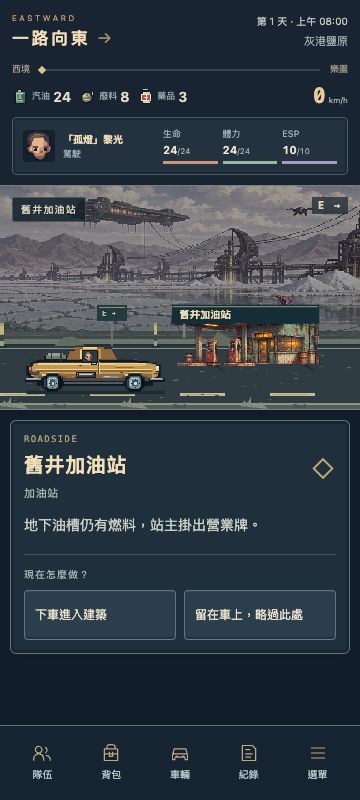 EASTWARD
一路向東 →
第 1 天 · 上午 08:00
灰港鹽原
西境
樂園
汽油 24 廢料 8 藥品 3
0 km/h
「孤燈」黎光
駕駛
生命
24/24
體力
24/24
ESP
10/10
舊井加油站
E →
E →
舊井加油站
ROADSIDE
舊井加油站
加油站
地下油槽仍有燃料，站主掛出營業牌。
現在怎麼做？
下車進入建築
留在車上，略過此處
隊伍
背包
車輛
紀錄
選單